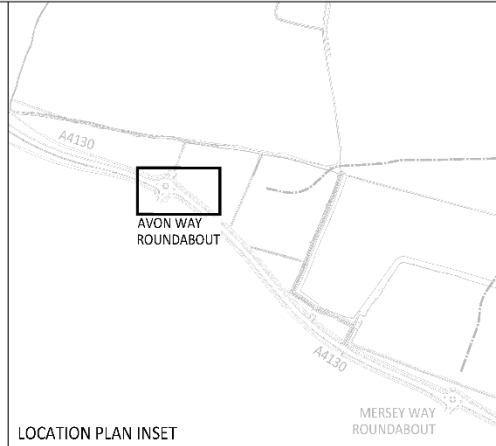 A4130
AVON WAY
ROUNDABOUT
A4130
MERSEY WAY
ROUNDABOUT
LOCATION PLAN INSET